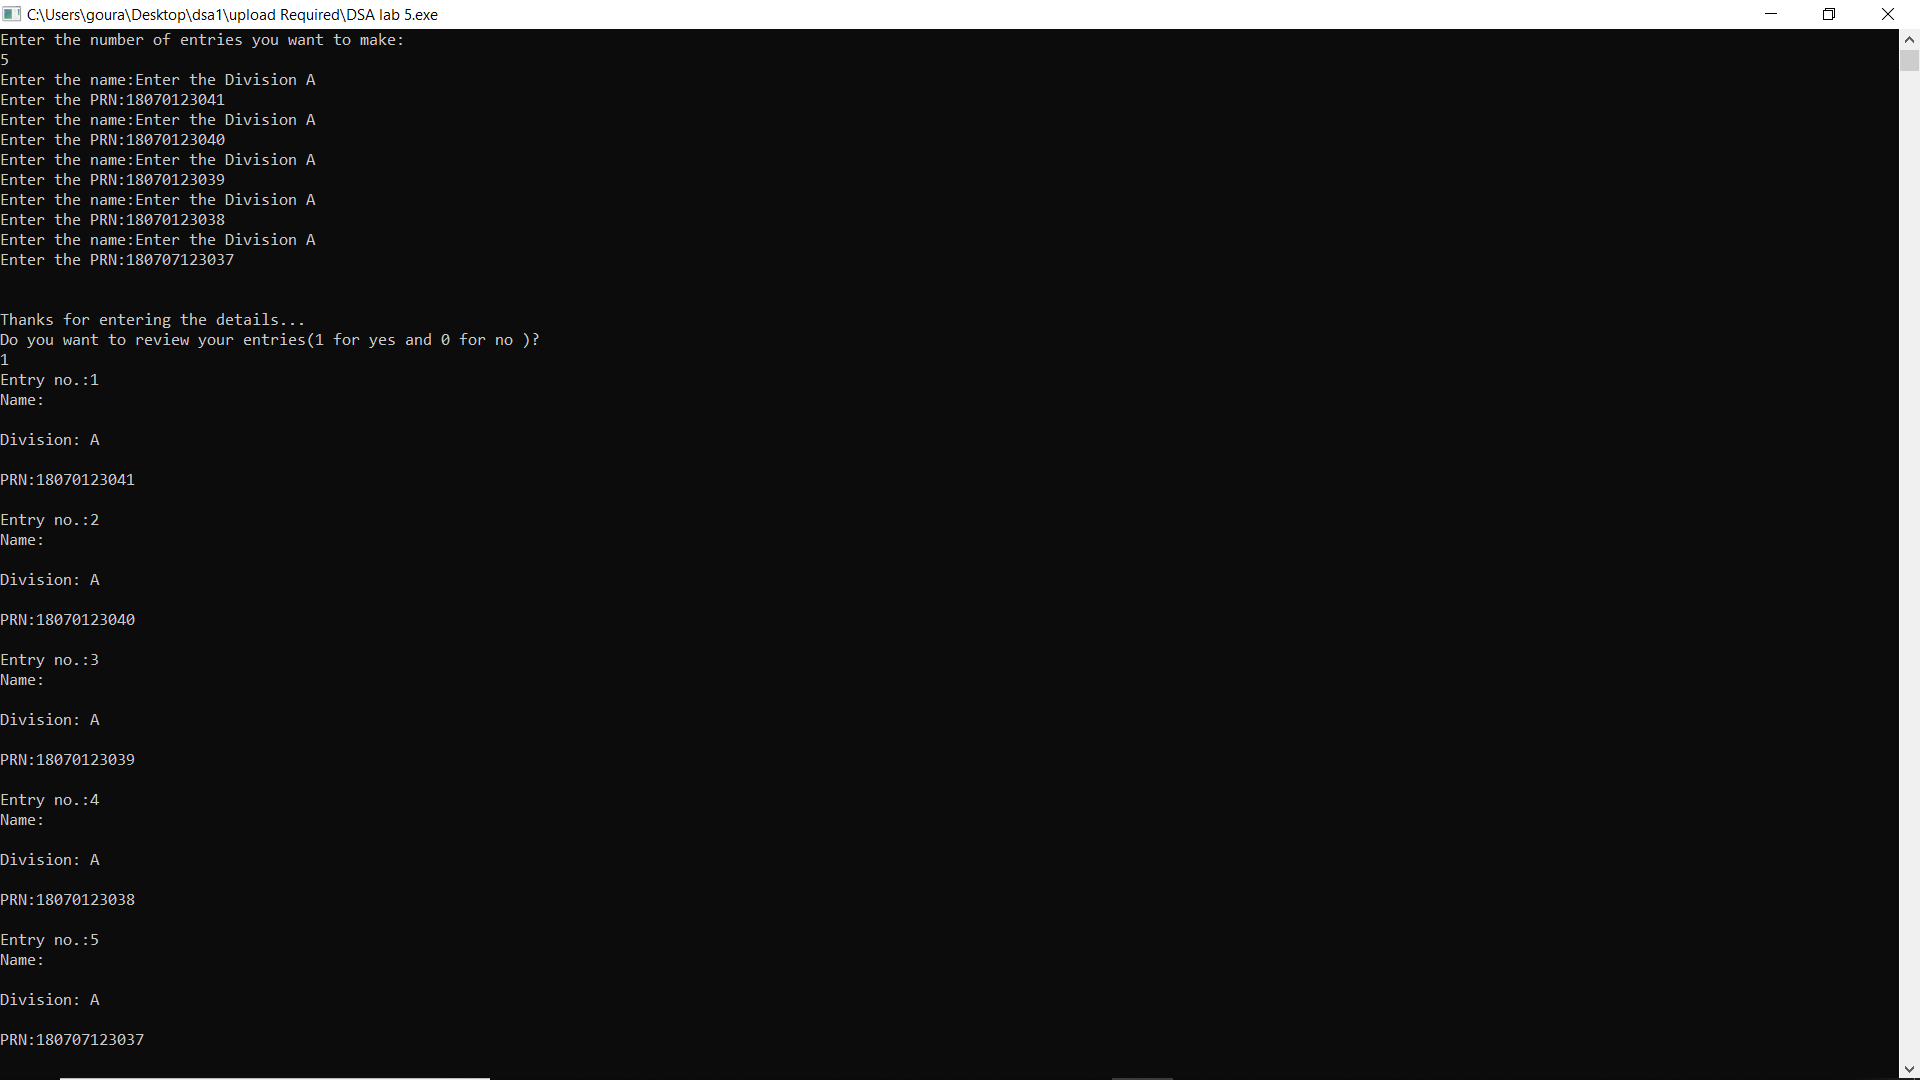 C:\Users\goura\Desktop\dsa1\upload Required\DSA lab 5.exe
Enter the number of entries you want to make:
5
Enter the name:Enter the Division A
Enter the PRN:18070123041
Enter the name:Enter the Division A
Enter the PRN:18070123040
Enter the name:Enter the Division A
Enter the PRN:18070123039
Enter the name:Enter the Division A
Enter the PRN:18070123038
Enter the name:Enter the Division A
Enter the PRN:180707123037
Thanks for entering the details...
Do you want to review your entries(1 for yes and 0 for no )?
1
Entry no.:1
Name:
Division: A
PRN:18070123041
Entry no.:2
Name:
Division: A
PRN:18070123040
Entry no.:3
Name:
Division: A
PRN:18070123039
Entry no.:4
Name:
Division: A
PRN:18070123038
Entry no.:5
Name:
Division: A
PRN:180707123037